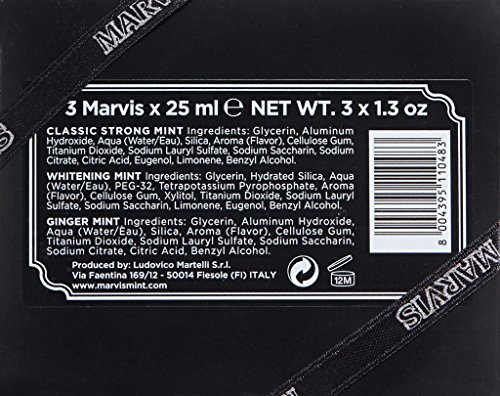 MARVIS
3 Marvis x 25 ml ℮ NET WT. 3 x 1.3 oz
CLASSIC STRONG MINT Ingredients: Glycerin, Aluminum
Hydroxide, Aqua (Water/Eau), Silica, Aroma (Flavor), Cellulose Gum,
Titanium Dioxide, Sodium Lauryl Sulfate, Sodium Saccharin, Sodium
Citrate, Citric Acid, Eugenol, Limonene, Benzyl Alcohol.
WHITENING MINT Ingredients: Glycerin, Hydrated Silica, Aqua
(Water/Eau), PEG-32, Tetrapotassium Pyrophosphate, Aroma
(Flavor), Cellulose Gum, Xylitol, Titanium Dioxide, Sodium Lauryl
Sulfate, Sodium Saccharin, Limonene, Eugenol, Benzyl Alcohol.
GINGER MINT Ingredients: Glycerin, Aluminum Hydroxide,
Aqua (Water/Eau), Silica, Aroma (Flavor), Cellulose Gum,
Titanium Dioxide, Sodium Lauryl Sulfate, Sodium Saccharin,
Sodium Citrate, Citric Acid, Benzyl Alcohol.
Produced by: Ludovico Martelli S.r.l.
Via Faentina 169/12 - 50014 Fiesole (FI) ITALY
www.marvismint.com
12M
8 004395 110483
MARVIS